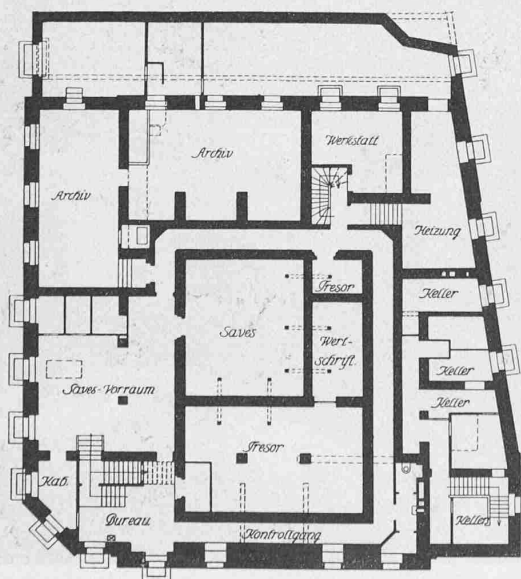 Werkstatt
Archiv
Archiv
Heizung
Tresor
Keller
Saves
Wert-
schrift.
Keller
Saves-Vorraum
Keller
Tresor
Kab.
Bureau
Keller
Kontrollgang